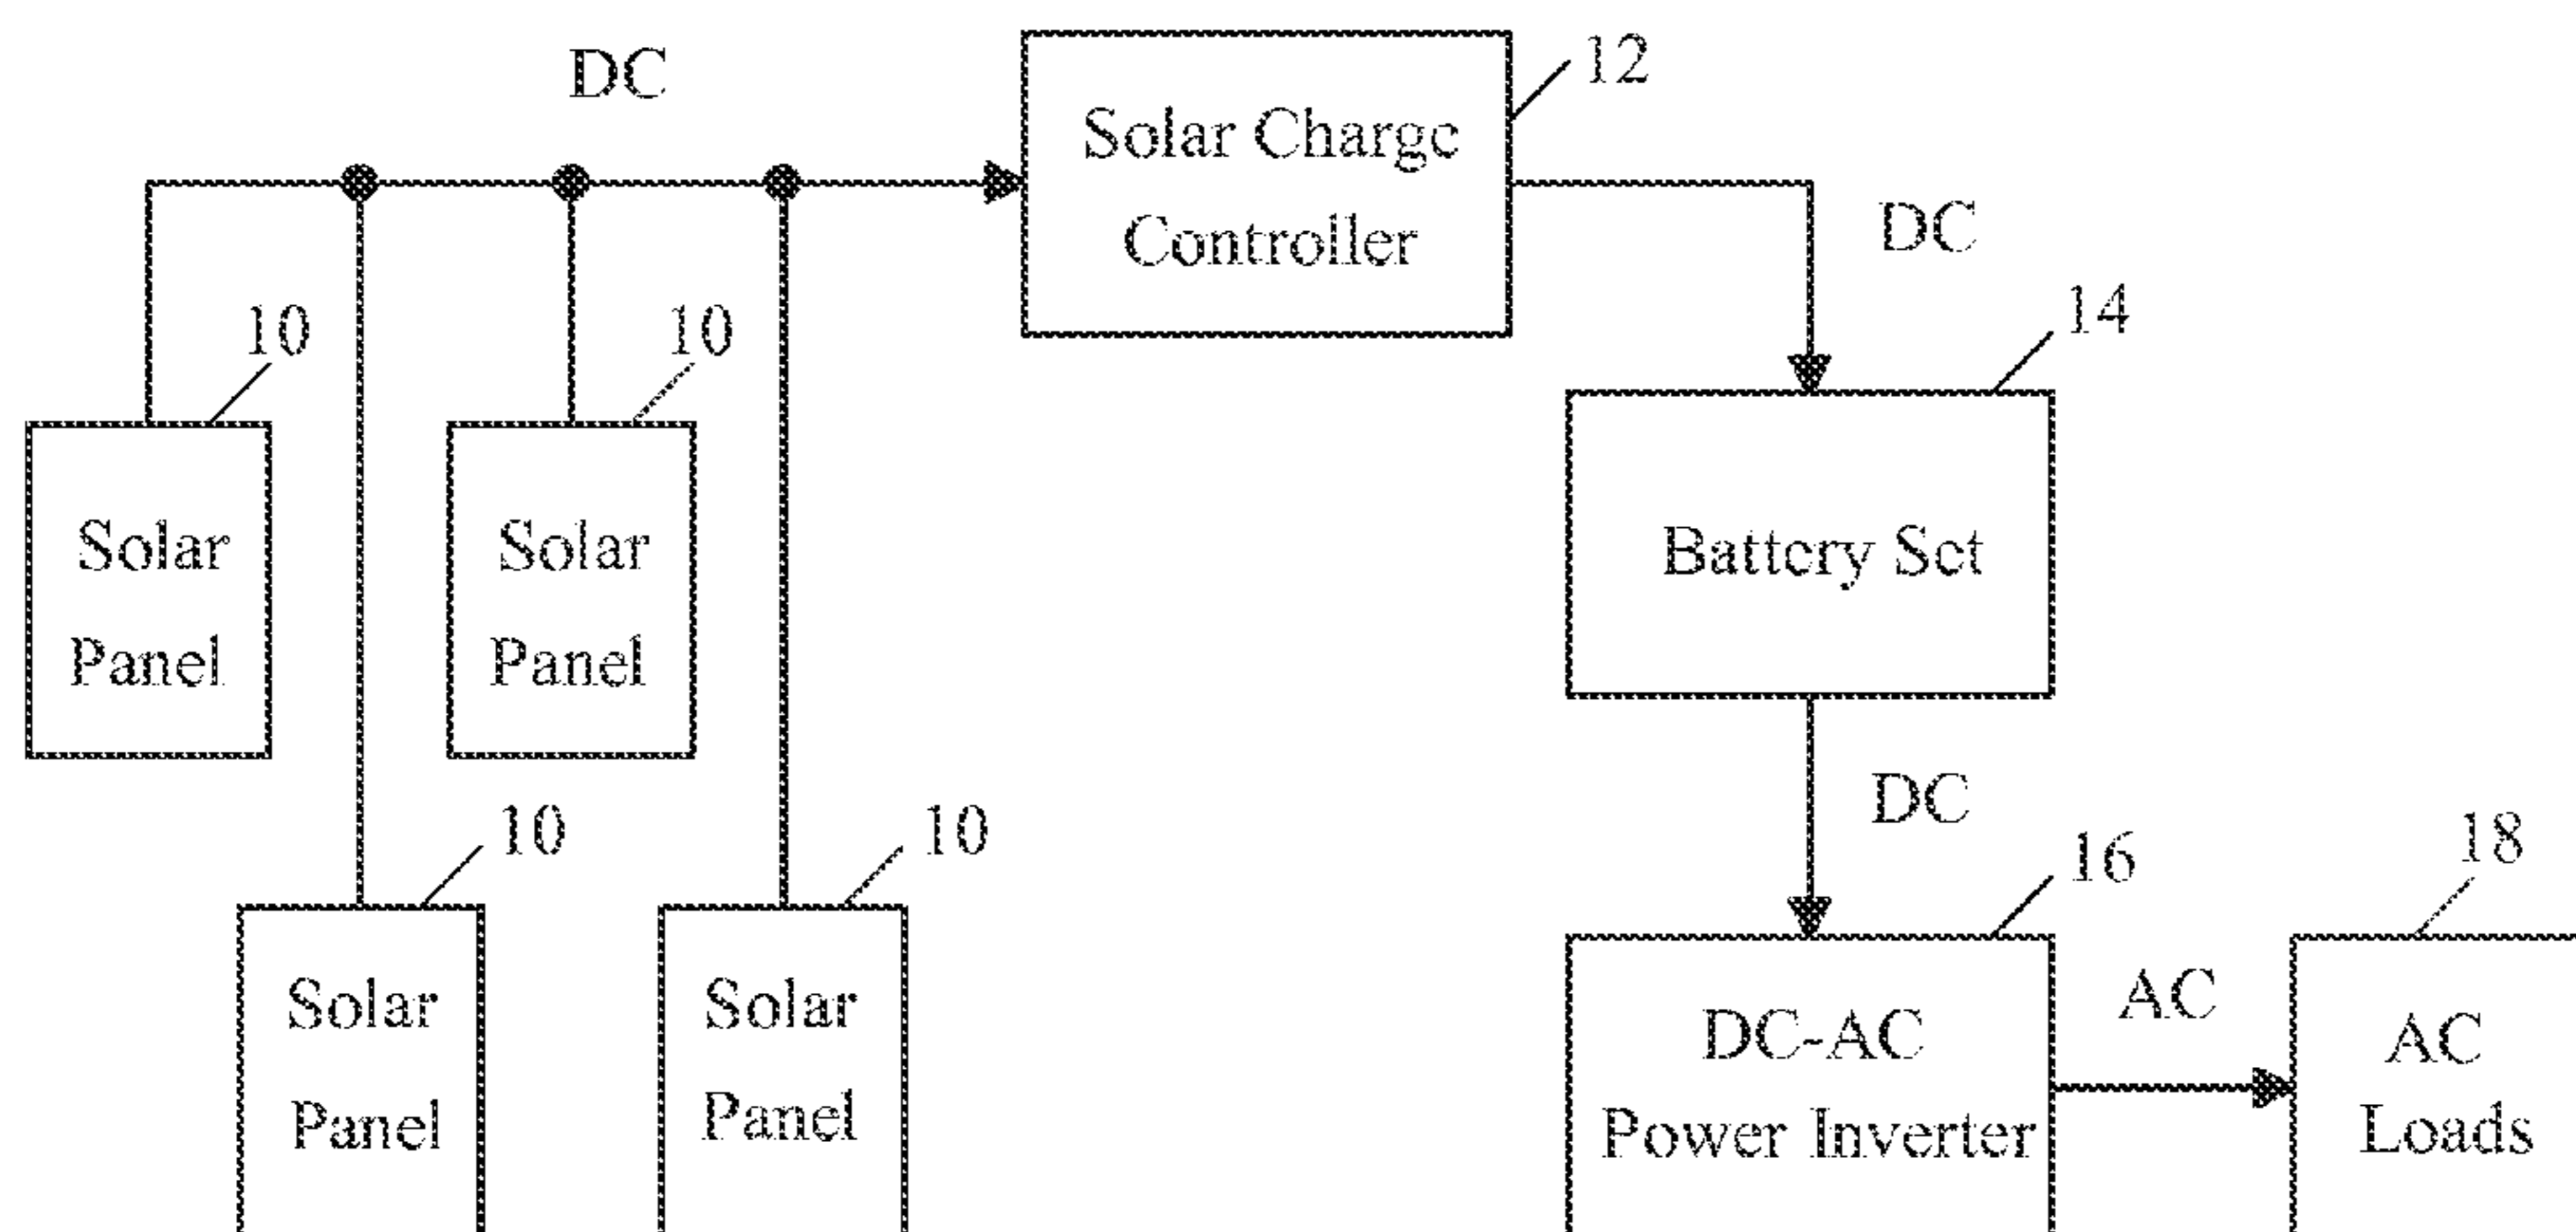 DC
12
Solar Charge
Controller
DC
10
10
14
Solar
Panel
Solar
Panel
Battery Set
DC
10
10
16
18
Solar
Panel
Solar
Panel
DC-AC
Power Inverter
AC
AC
Loads